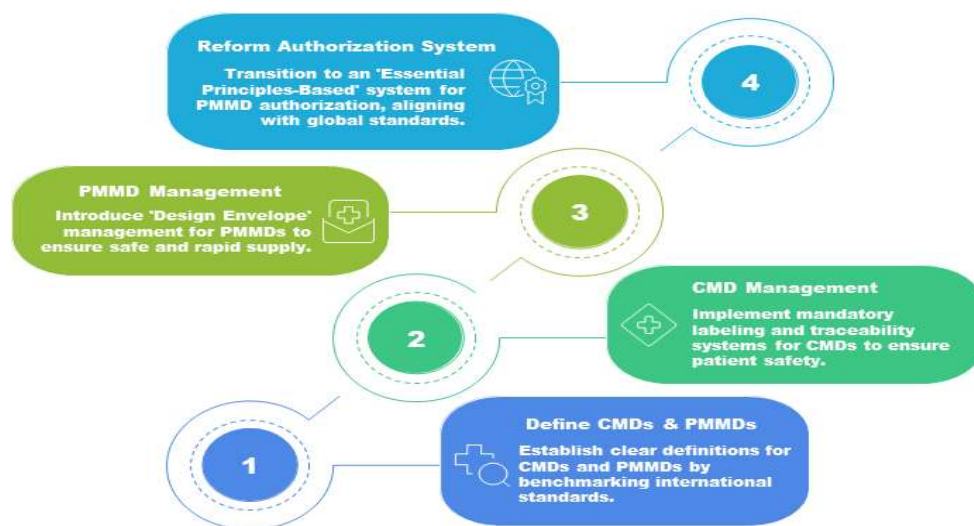 Reform Authorization System
Transition to an 'Essential
Principles-Based' system for
PMMD authorization, aligning
with global standards.
4
PMMD Management
Introduce 'Design Envelope'
management for PMMDs to
ensure safe and rapid supply.
3
CMD Management
Implement mandatory
labeling and traceability
systems for CMDs to ensure
patient safety.
2
Define CMDs & PMMDs
Establish clear definitions for
CMDs and PMMDs by
benchmarking international
standards.
1